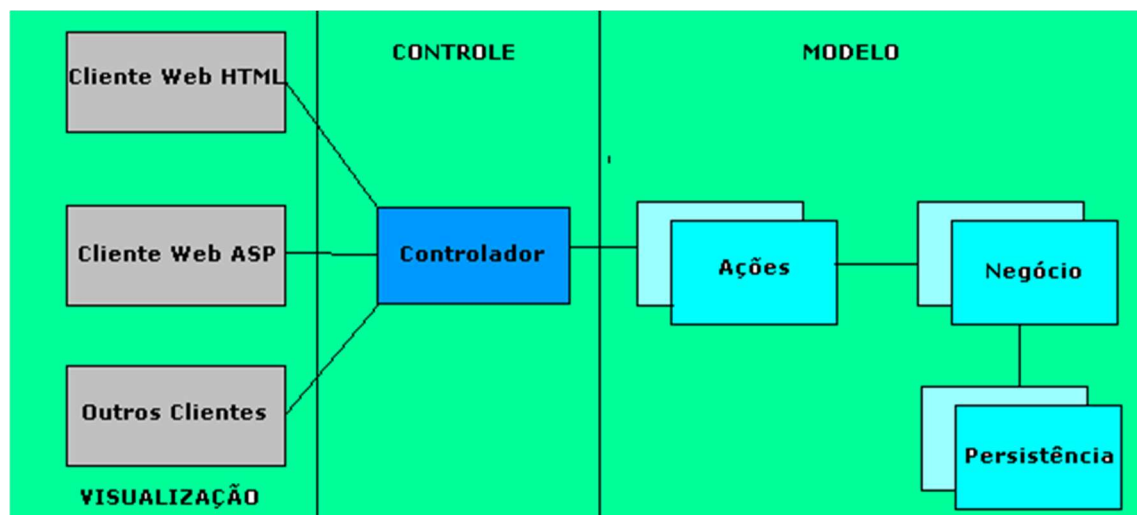 CONTROLE
MODELO
Cliente Web HTML
Cliente Web ASP
Controlador
Ações
Negócio
Outros Clientes
Persistência
VISUALIZAÇÃO